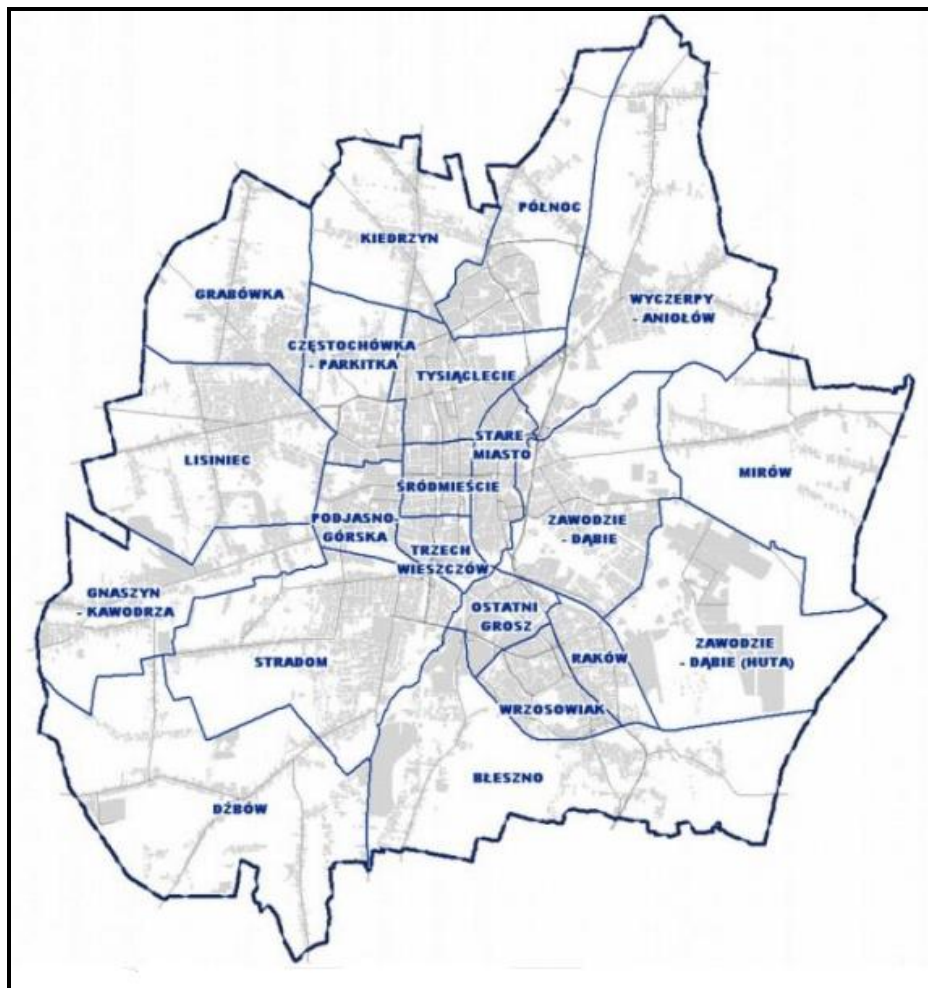 PÓŁNOC
KIEDRZYN
GRABÓWKA
WYCZERPY
- ANIOŁÓW
CZĘSTOCHÓWKA
- PARKITKA
TYSIĄCLECIE
STARE
MIASTO
LISINIEC
MIRÓW
ŚRÓDMIEŚCIE
PODJASNO-
GÓRSKA
ZAWODZIE
- DĄBIE
TRZECH
WIESZCZÓW
GNASZYN
- KAWODRZA
OSTATNI
GROSZ
STRADOM
RAKÓW
ZAWODZIE
- DĄBIE (HUTA)
WRZOSOWIAK
BŁESZNO
DŹBÓW